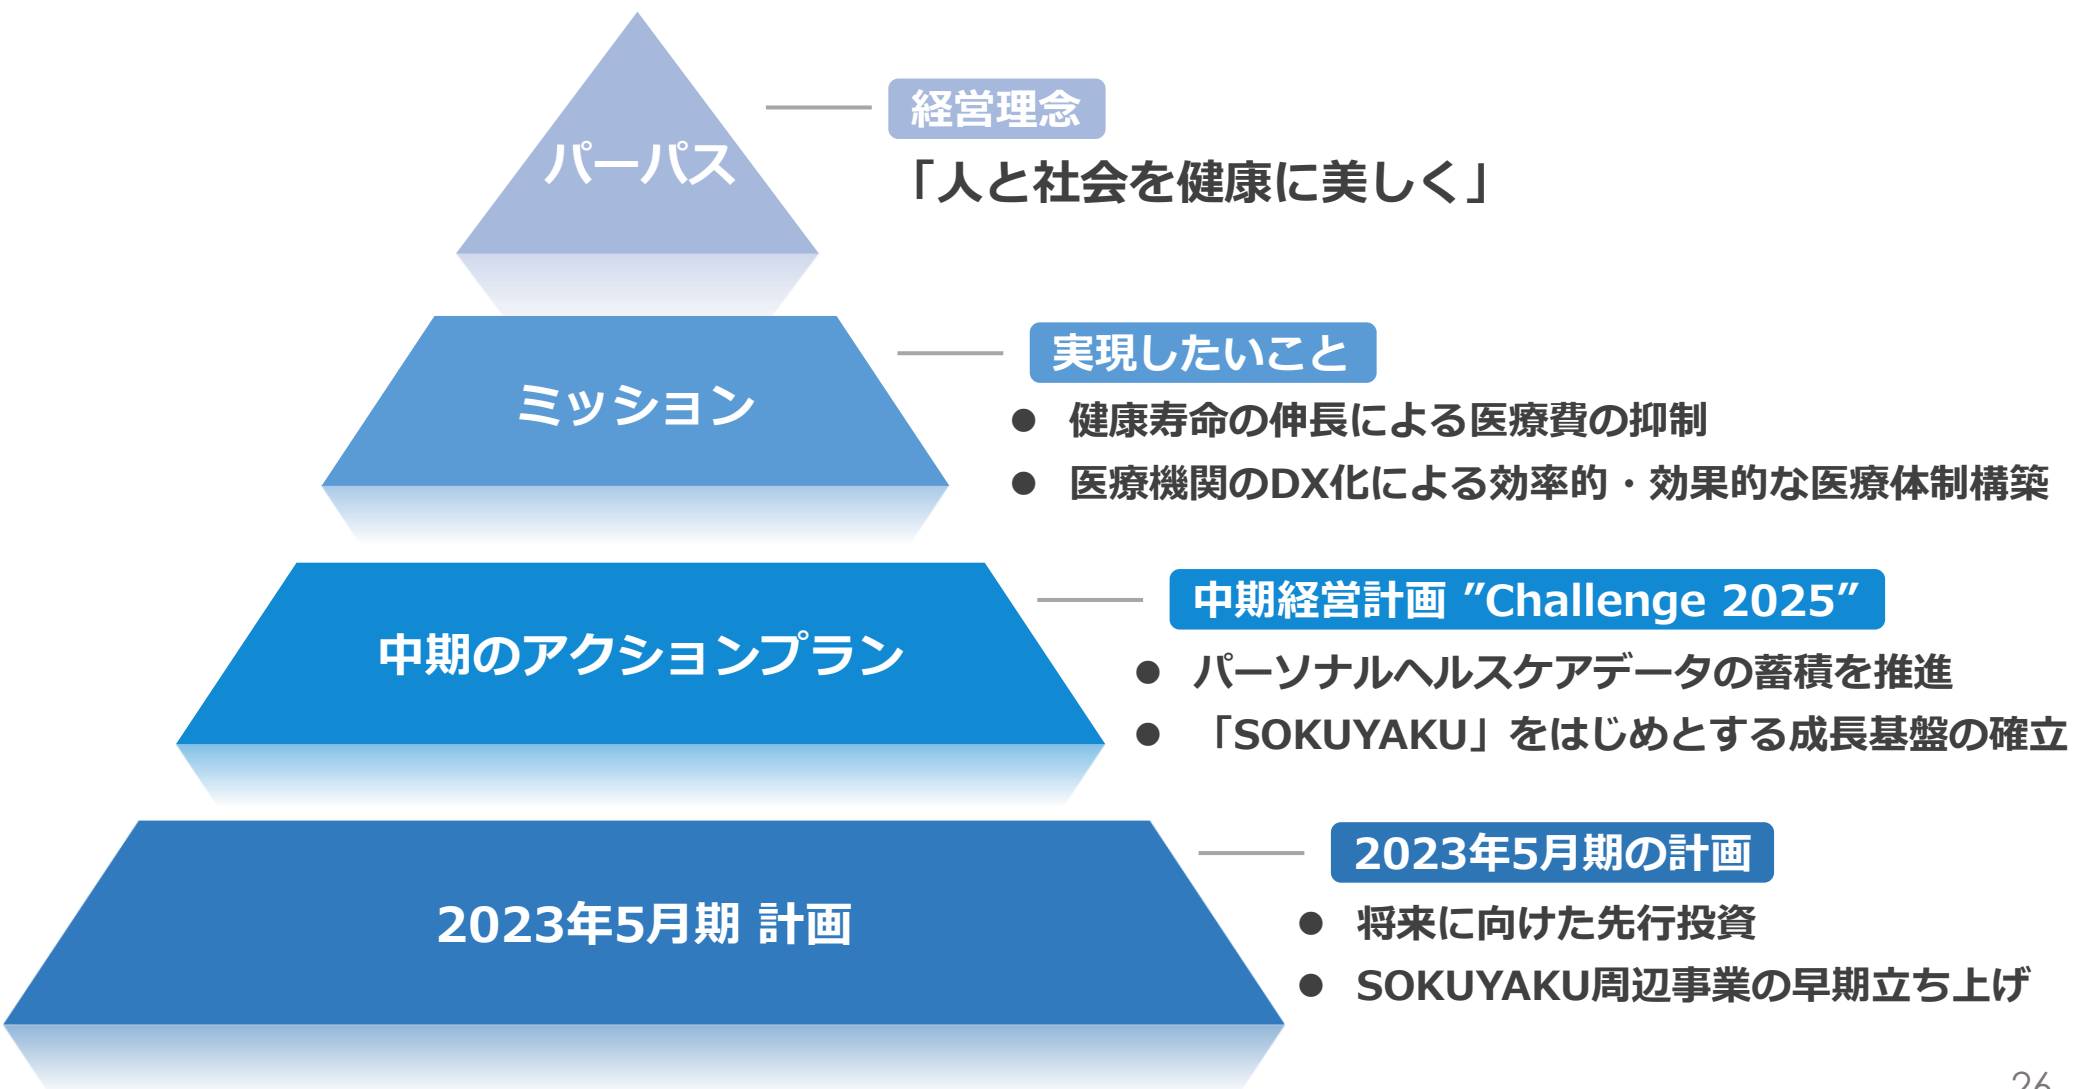 パーパス
経営理念
「人と社会を健康に美しく」
ミッション
実現したいこと
● 健康寿命の伸長による医療費の抑制
● 医療機関のDX化による効率的・効果的な医療体制構築
中期のアクションプラン
中期経営計画 ”Challenge 2025”
● パーソナルヘルスケアデータの蓄積を推進
● 「SOKUYAKU」をはじめとする成長基盤の確立
2023年5月期 計画
2023年5月期の計画
● 将来に向けた先行投資
● SOKUYAKU周辺事業の早期立ち上げ
26